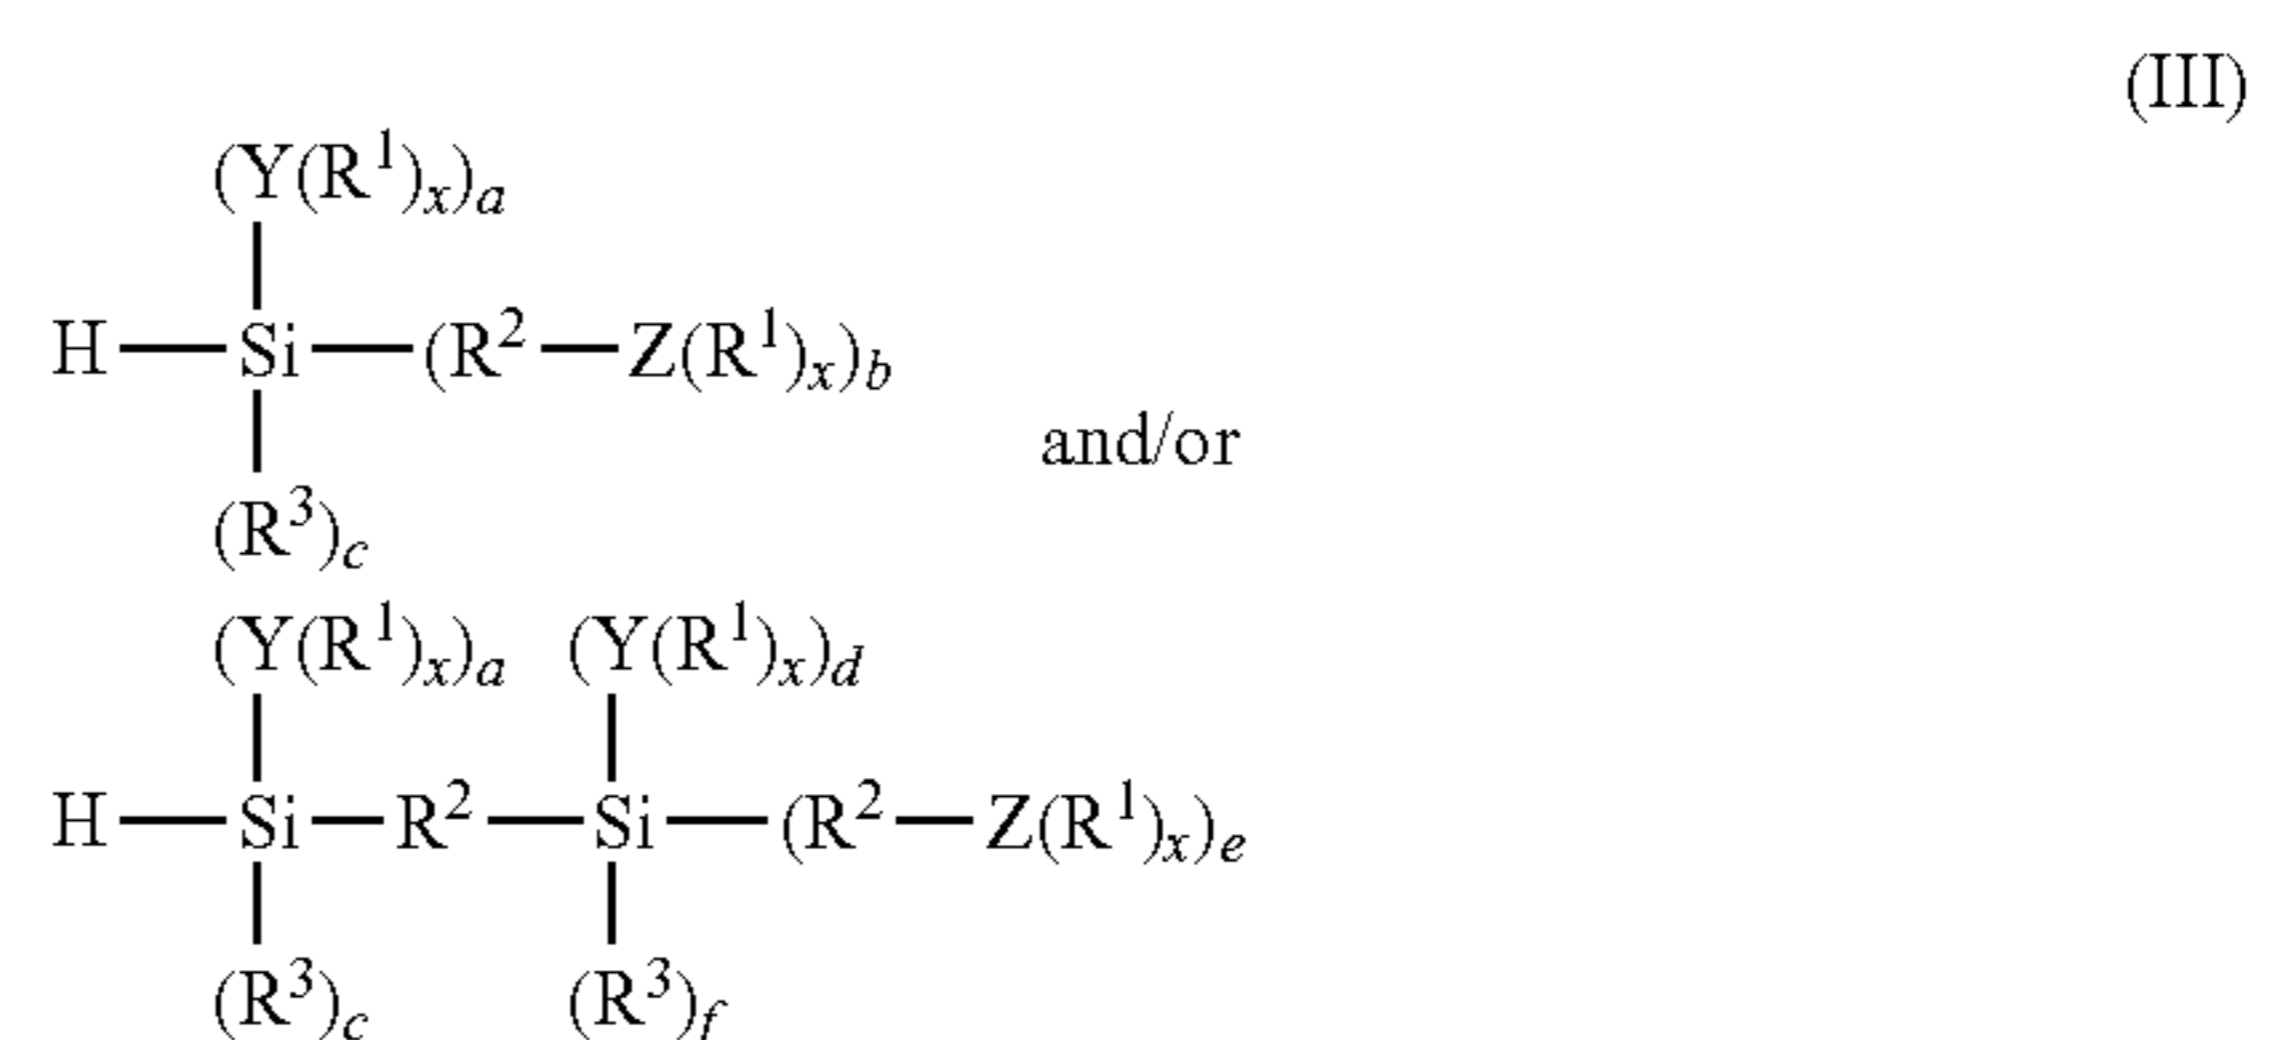 (III)
(Y(R¹)ₓ)ₐ
H—Si—(R²—Z(R¹)ₓ)b
and/or
(R³)c
(Y(R¹)ₓ)ₐ (Y(R¹)ₓ)d
H—Si—R²—Si—(R²—Z(R¹)ₓ)ₑ
(R³)c (R³)f